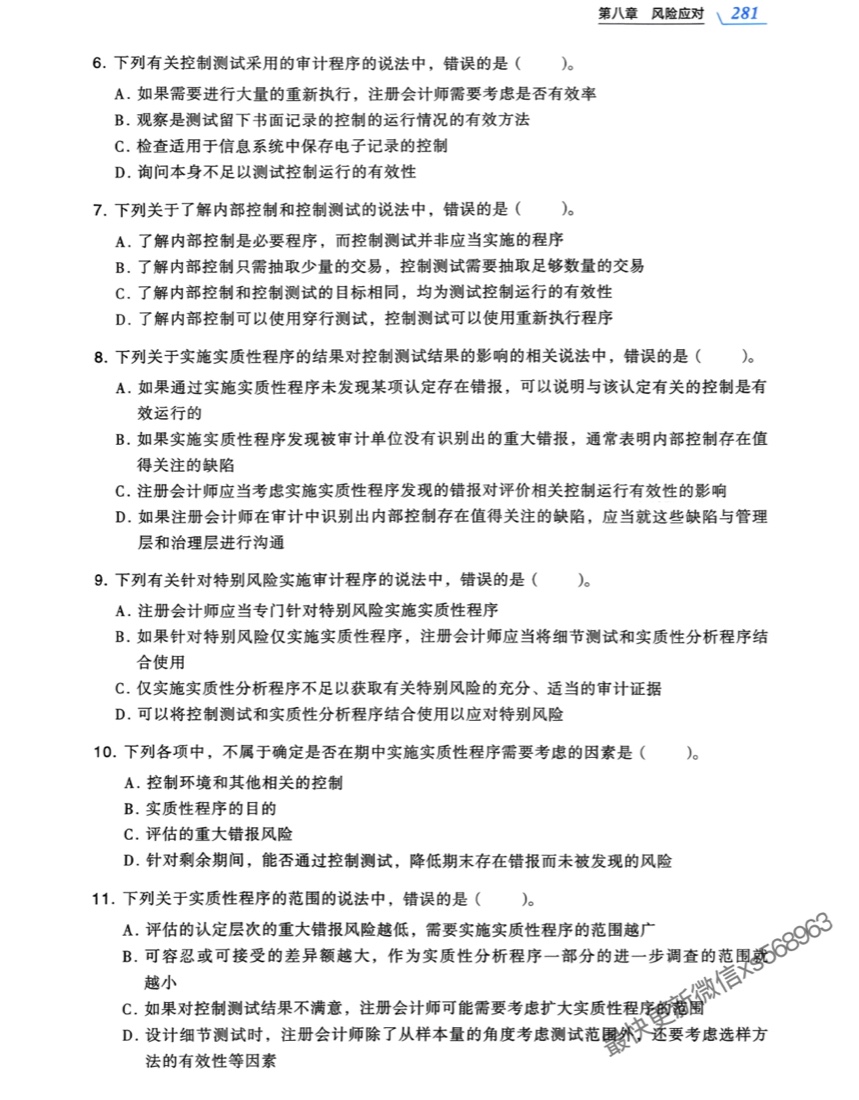 第八章 风险应对 281
6. 下列有关控制测试采用的审计程序的说法中，错误的是（　　）。
A. 如果需要进行大量的重新执行，注册会计师需要考虑是否有效率
B. 观察是测试留下书面记录的控制的运行情况的有效方法
C. 检查适用于信息系统中保存电子记录的控制
D. 询问本身不足以测试控制运行的有效性
7. 下列关于了解内部控制和控制测试的说法中，错误的是（　　）。
A. 了解内部控制是必要程序，而控制测试并非应当实施的程序
B. 了解内部控制只需抽取少量的交易，控制测试需要抽取足够数量的交易
C. 了解内部控制和控制测试的目标相同，均为测试控制运行的有效性
D. 了解内部控制可以使用穿行测试，控制测试可以使用重新执行程序
8. 下列关于实施实质性程序的结果对控制测试结果的影响的相关说法中，错误的是（　　）。
A. 如果通过实施实质性程序未发现某项认定存在错报，可以说明与该认定有关的控制是有
效运行的
B. 如果实施实质性程序发现被审计单位没有识别出的重大错报，通常表明内部控制存在值
得关注的缺陷
C. 注册会计师应当考虑实施实质性程序发现的错报对评价相关控制运行有效性的影响
D. 如果注册会计师在审计中识别出内部控制存在值得关注的缺陷，应当就这些缺陷与管理
层和治理层进行沟通
9. 下列有关针对特别风险实施审计程序的说法中，错误的是（　　）。
A. 注册会计师应当专门针对特别风险实施实质性程序
B. 如果针对特别风险仅实施实质性程序，注册会计师应当将细节测试和实质性分析程序结
合使用
C. 仅实施实质性分析程序不足以获取有关特别风险的充分、适当的审计证据
D. 可以将控制测试和实质性分析程序结合使用以应对特别风险
10. 下列各项中，不属于确定是否在期中实施实质性程序需要考虑的因素是（　　）。
A. 控制环境和其他相关的控制
B. 实质性程序的目的
C. 评估的重大错报风险
D. 针对剩余期间，能否通过控制测试，降低期末存在错报而未被发现的风险
11. 下列关于实质性程序的范围的说法中，错误的是（　　）。
A. 评估的认定层次的重大错报风险越低，需要实施实质性程序的范围越广
B. 可容忍或可接受的差异额越大，作为实质性分析程序一部分的进一步调查的范围就
越小
C. 如果对控制测试结果不满意，注册会计师可能需要考虑扩大实质性程序的范围
D. 设计细节测试时，注册会计师除了从样本量的角度考虑测试范围外，还要考虑选样方
法的有效性等因素
最快更新微信xs568963